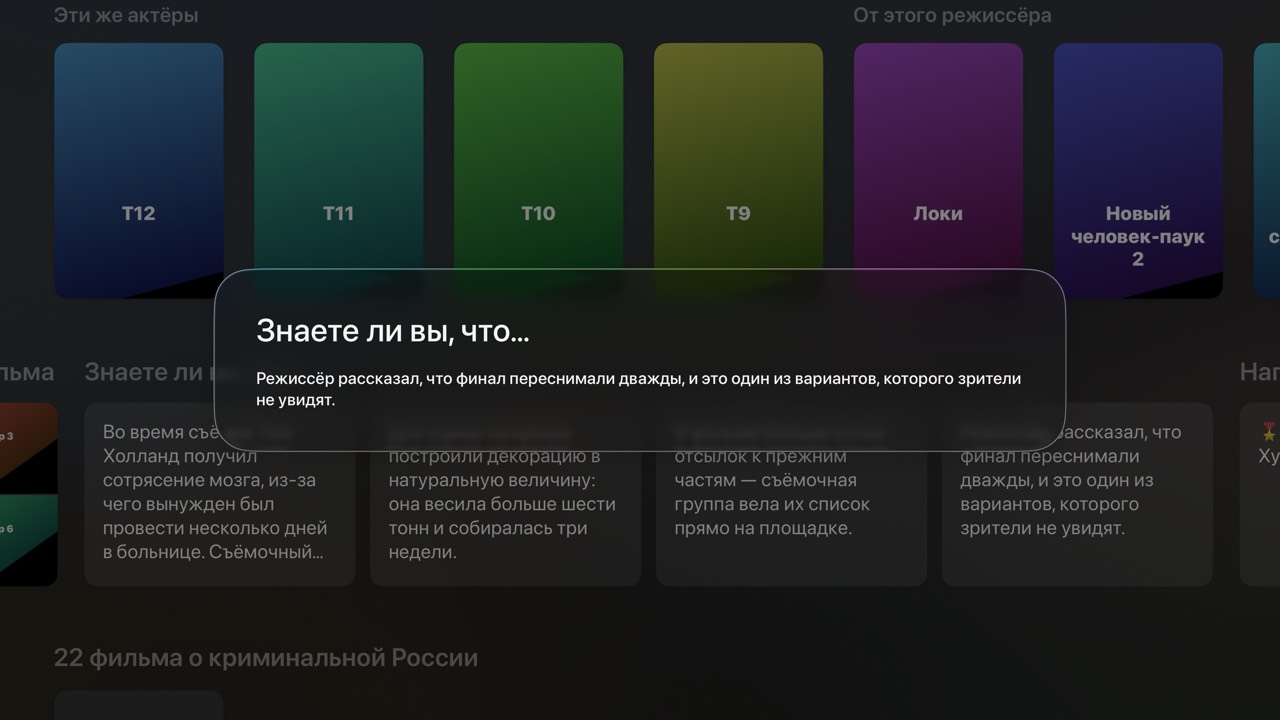 Эти же актёры
От этого режиссёра
T12
T11
T10
T9
Локи
Новый
человек-паук
2
Знаете ли вы, что...
Режиссёр рассказал, что финал переснимали дважды, и это один из вариантов, которого зрители
не увидят.
льма
Знаете ли
р 3
р 6
Во время съё
Холланд получил
сотрясение мозга, из-за
чего вынужден был
провести несколько дней
в больнице. Съёмочный...
построили декорацию в
натуральную величину:
она весила больше шести
тонн и собиралась три
недели.
отсылок к прежним
частям — съёмочная
группа вела их список
прямо на площадке.
рассказал, что
финал переснимали
дважды, и это один из
вариантов, которого
зрители не увидят.
Наг
Ху
22 фильма о криминальной России